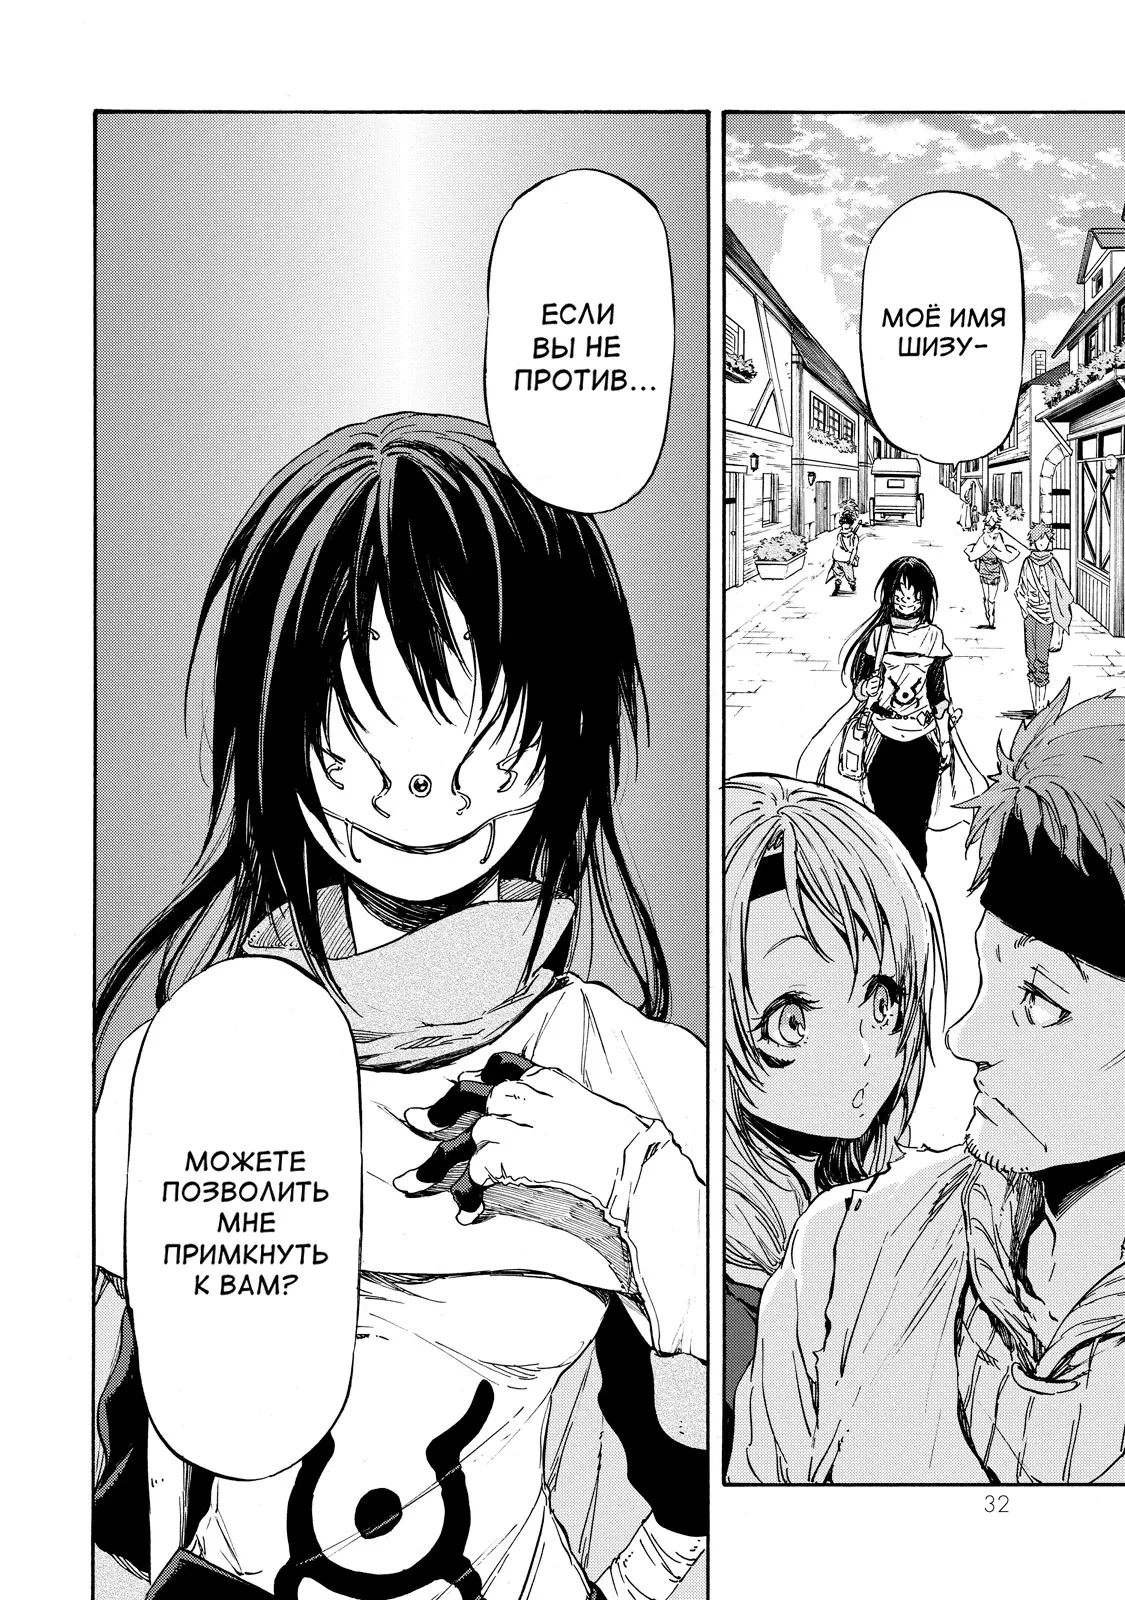 МОЁ ИМЯ
ШИЗУ-
ЕСЛИ
ВЫ НЕ
ПРОТИВ...
МОЖЕТЕ
ПОЗВОЛИТЬ
МНЕ
ПРИМКНУТЬ
К ВАМ?
32